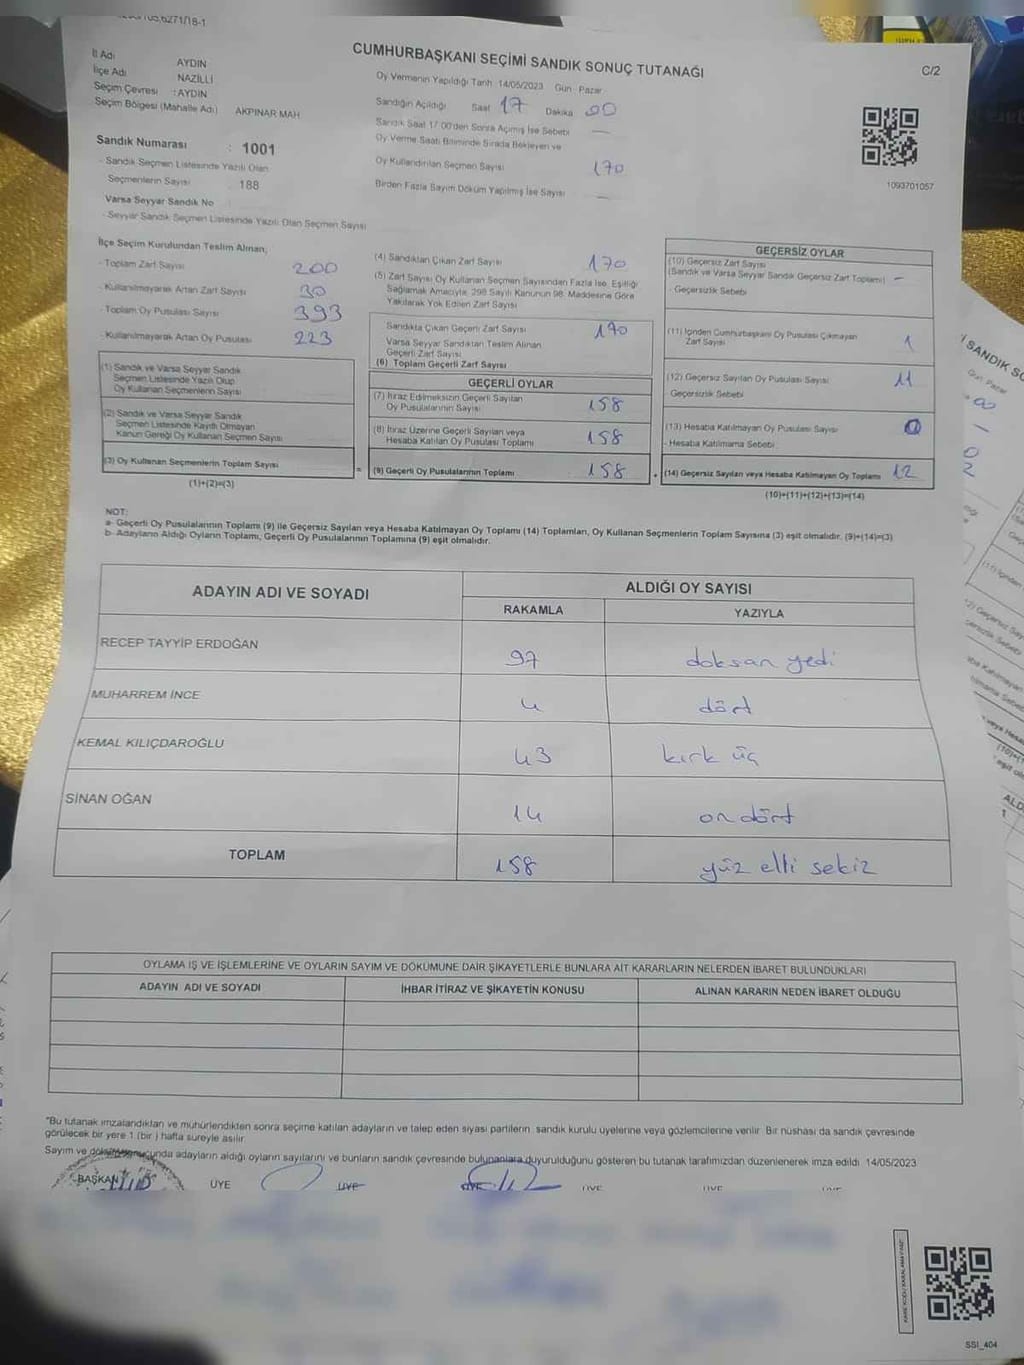 CUMHURBAŞKANI SEÇİMİ SANDIK SONUÇ TUTANAĞI
C/2
İl Adı AYDIN
İlçe Adı NAZİLLİ
Seçim Çevresi : AYDIN
Seçim Bölgesi (Mahalle Adı) AKPINAR MAH
Sandık Numarası : 1001
- Sandık Seçmen Listesinde Yazılı Olan
Seçmenlerin Sayısı 188
Varsa Seyyar Sandık No
- Seyyar Sandık Seçmen Listesinde Yazılı Olan Seçmen Sayısı
Oy Vermenin Yapıldığı Tarih 14/05/2023 Gün Pazar
Sandığın Açıldığı Saat 17 Dakika 00
Sandık Saat 17:00'den Sonra Açılmış İse Sebebi —
Oy Verme Saati Bitiminde Sırada Bekleyen ve
Oy Kullandırılan Seçmen Sayısı 170
Birden Fazla Sayım Döküm Yapılmış İse Sayısı —
1093701057
İlçe Seçim Kurulundan Teslim Alınan;
- Toplam Zarf Sayısı 200
- Kullanılmayarak Artan Zarf Sayısı 30
- Toplam Oy Pusulası Sayısı 393
- Kullanılmayarak Artan Oy Pusulası 223
(1) Sandık ve Varsa Seyyar Sandık
Seçmen Listesinde Yazılı Olup
Oy Kullanan Seçmenlerin Sayısı
(2) Sandık ve Varsa Seyyar Sandık
Seçmen Listesinde Kaydı Olmayan
Kanun Gereği Oy Kullanan Seçmen Sayısı
(3) Oy Kullanan Seçmenlerin Toplam Sayısı
(1)+(2)=(3)
(4) Sandıktan Çıkan Zarf Sayısı 170
(5) Zarf Sayısı Oy Kullanan Seçmen Sayısından Fazla İse, Eşitliği
Sağlamak Amacıyla, 298 Sayılı Kanunun 98. Maddesine Göre
Yakılarak Yok Edilen Zarf Sayısı
Sandıkta Çıkan Geçerli Zarf Sayısı 170
Varsa Seyyar Sandıktan Teslim Alınan
Geçerli Zarf Sayısı
(6) Toplam Geçerli Zarf Sayısı
GEÇERLİ OYLAR
(7) İtiraz Edilmeksizin Geçerli Sayılan
Oy Pusulalarının Sayısı 158
(8) İtiraz Üzerine Geçerli Sayılan veya
Hesaba Katılan Oy Pusulası Toplamı 158
= (9) Geçerli Oy Pusulalarının Toplamı 158 +
GEÇERSİZ OYLAR
(10) Geçersiz Zarf Sayısı
(Sandık ve Varsa Seyyar Sandık Geçersiz Zarf Toplamı) —
- Geçersizlik Sebebi
(11) İçinden Cumhurbaşkanı Oy Pusulası Çıkmayan
Zarf Sayısı 1
(12) Geçersiz Sayılan Oy Pusulası Sayısı 11
Geçersizlik Sebebi
(13) Hesaba Katılmayan Oy Pusulası Sayısı 0
- Hesaba Katılmama Sebebi
(14) Geçersiz Sayılan veya Hesaba Katılmayan Oy Toplamı 12
(10)+(11)+(12)+(13)=(14)
NOT:
a- Geçerli Oy Pusulalarının Toplamı (9) ile Geçersiz Sayılan veya Hesaba Katılmayan Oy Toplamı (14) Toplamları, Oy Kullanan Seçmenlerin Toplam Sayısına (3) eşit olmalıdır. (9)+(14)=(3)
b- Adayların Aldığı Oyların Toplamı, Geçerli Oy Pusulalarının Toplamına (9) eşit olmalıdır.
ADAYIN ADI VE SOYADI
ALDIĞI OY SAYISI
RAKAMLA YAZIYLA
RECEP TAYYİP ERDOĞAN 97 doksan yedi
MUHARREM İNCE 4 dört
KEMAL KILIÇDAROĞLU 43 kırk üç
SİNAN OĞAN 14 on dört
TOPLAM 158 yüz elli sekiz
OYLAMA İŞ VE İŞLEMLERİNE VE OYLARIN SAYIM VE DÖKÜMÜNE DAİR ŞİKAYETLERLE BUNLARA AİT KARARLARIN NELERDEN İBARET BULUNDUKLARI
ADAYIN ADI VE SOYADI İHBAR İTİRAZ VE ŞİKAYETİN KONUSU ALINAN KARARIN NEDEN İBARET OLDUĞU
"Bu tutanak imzalandıktan ve mühürlendikten sonra seçime katılan adayların ve talep eden siyasi partilerin, sandık kurulu üyelerine veya gözlemcilerine verilir. Bir nüshası da sandık çevresinde
görülecek bir yere 1 (bir ) hafta süreyle asılır.
Sayım ve döküm sonucunda adayların aldığı oyların sayılarını ve bunların sandık çevresinde bulunanlara duyurulduğunu gösteren bu tutanak tarafımızdan düzenlenerek imza edildi. 14/05/2023
BAŞKAN ÜYE ÜYE ÜYE ÜYE ÜYE
SSI_404